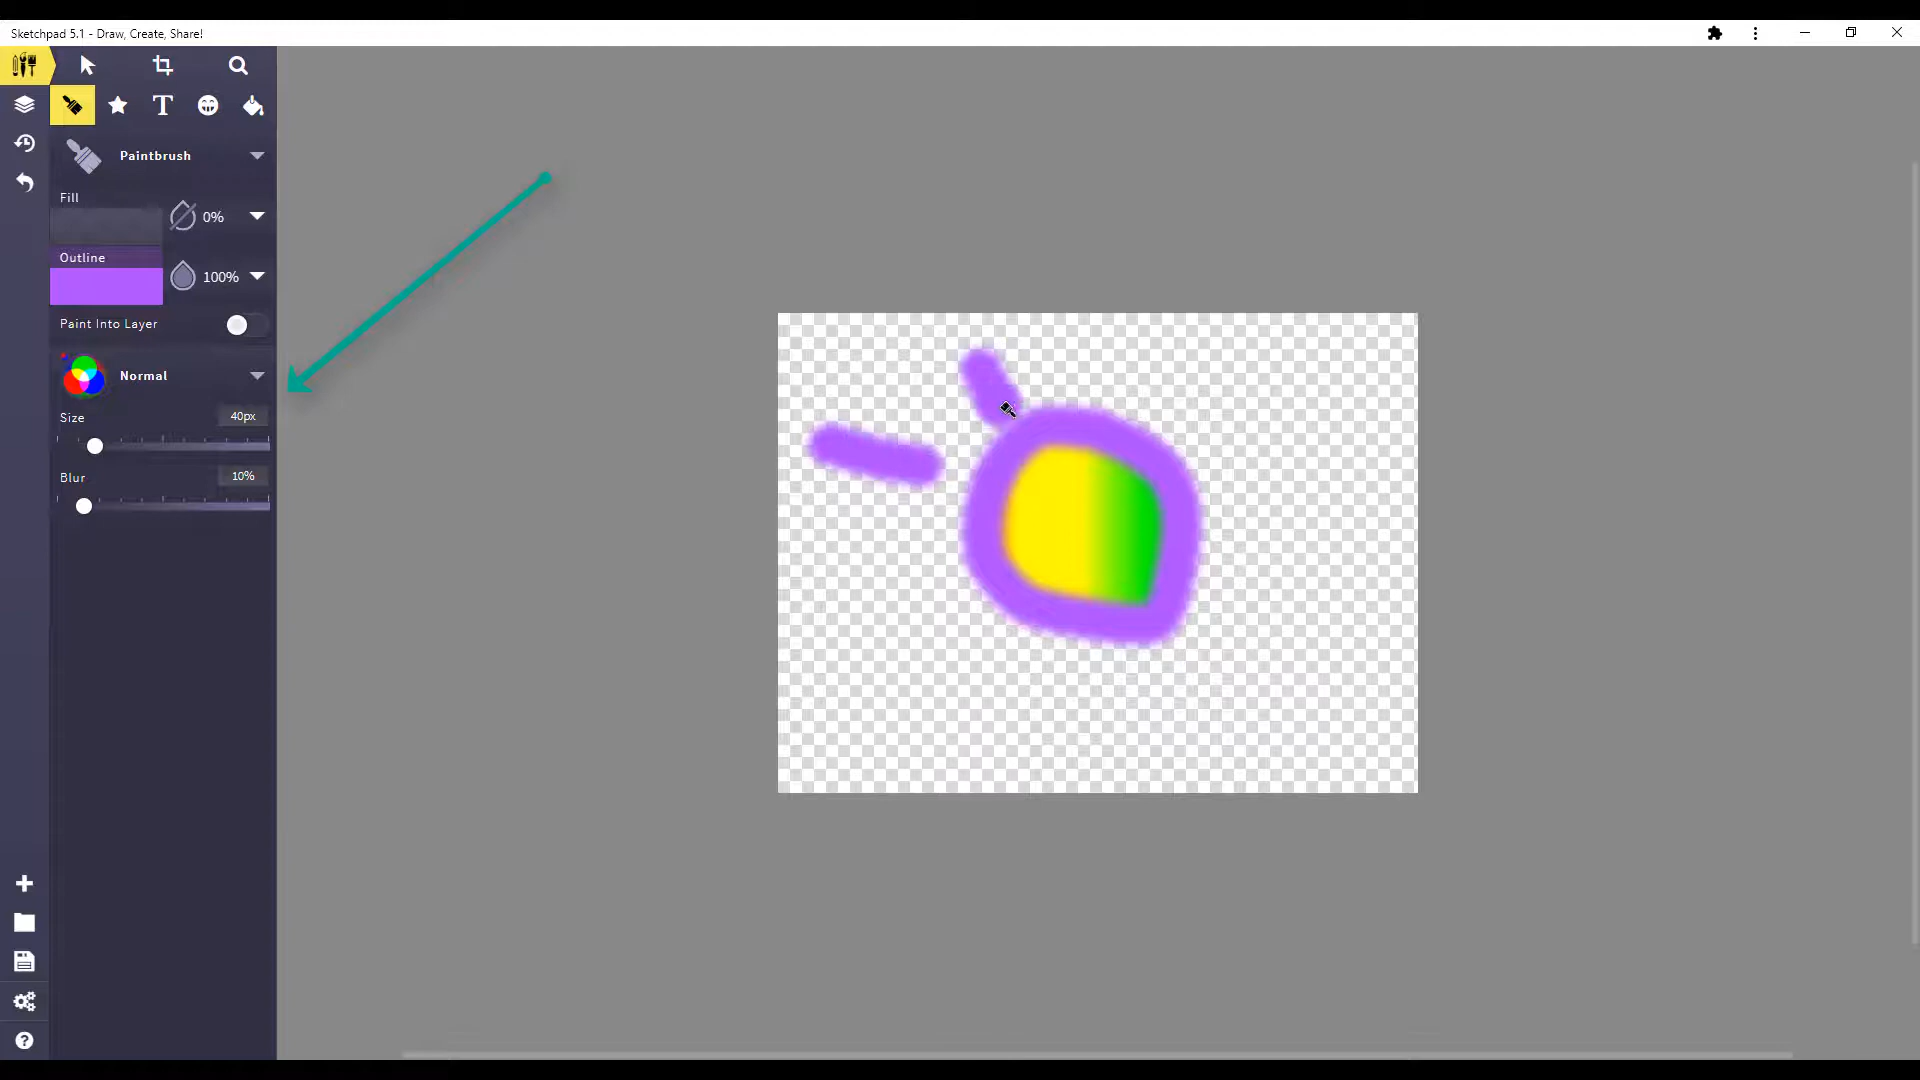 Sketchpad 5.1 - Draw, Create, Share!
T
Paintbrush
Fill
0%
Outline
100%
Paint Into Layer
Normal
Size
40px
Blur
10%
?